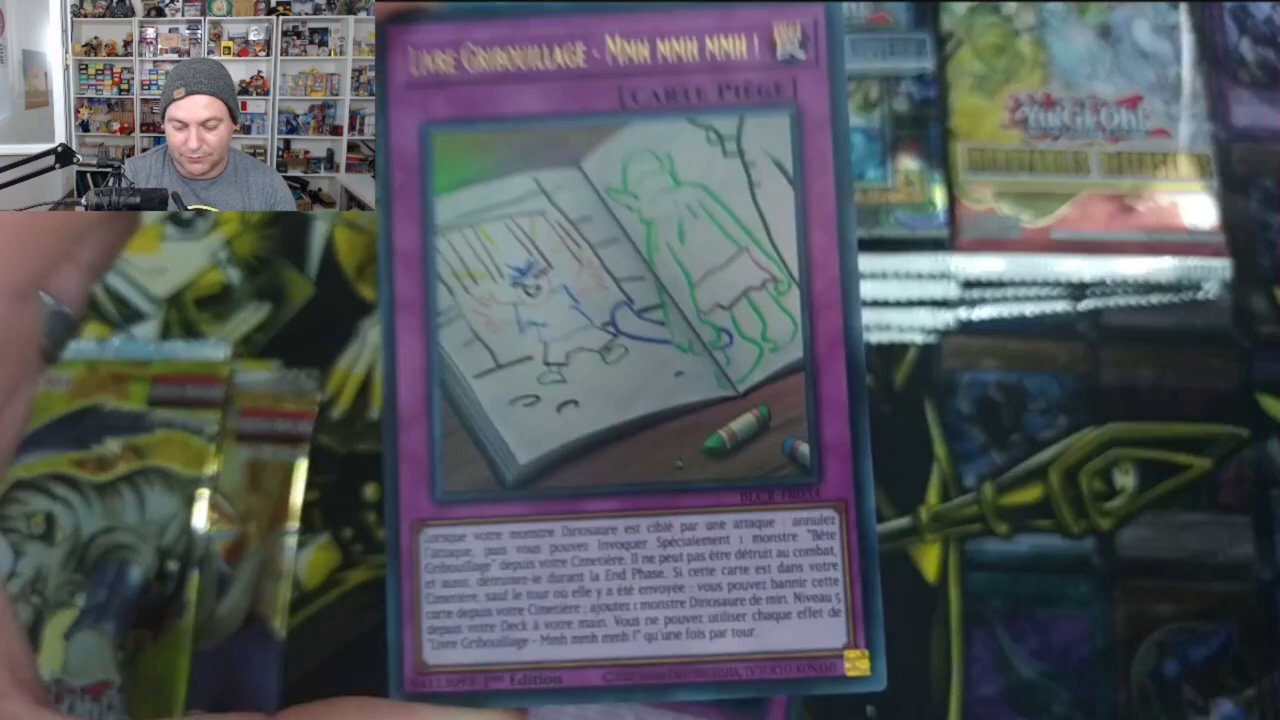 Livre Gribouillage - Mmh mmh mmh !
[CARTE PIÈGE]
Lorsque votre monstre Dinosaure est ciblé par une attaque : annulez
l'attaque, puis vous pouvez Invoquer Spécialement 1 monstre "Bête
Gribouillage" depuis votre Cimetière. Il ne peut pas être détruit au combat,
et aussi, détruisez-le durant la End Phase. Si cette carte est dans votre
Cimetière, sauf le tour où elle y a été envoyée : vous pouvez bannir cette
carte depuis votre Cimetière ; ajoutez 1 monstre Dinosaure de min. Niveau 5
depuis votre Deck à votre main. Vous ne pouvez utiliser chaque effet de
"Livre Gribouillage - Mmh mmh mmh !" qu'une fois par tour.
1ère Édition
Yu-Gi-Oh!